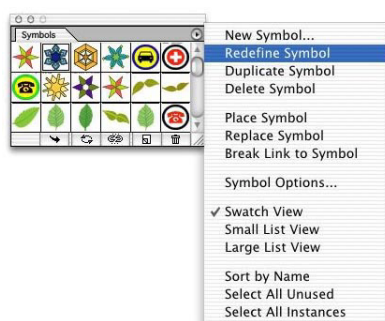 Symbols
New Symbol...
Redefine Symbol
Duplicate Symbol
Delete Symbol
Place Symbol
Replace Symbol
Break Link to Symbol
Symbol Options...
✓ Swatch View
Small List View
Large List View
Sort by Name
Select All Unused
Select All Instances